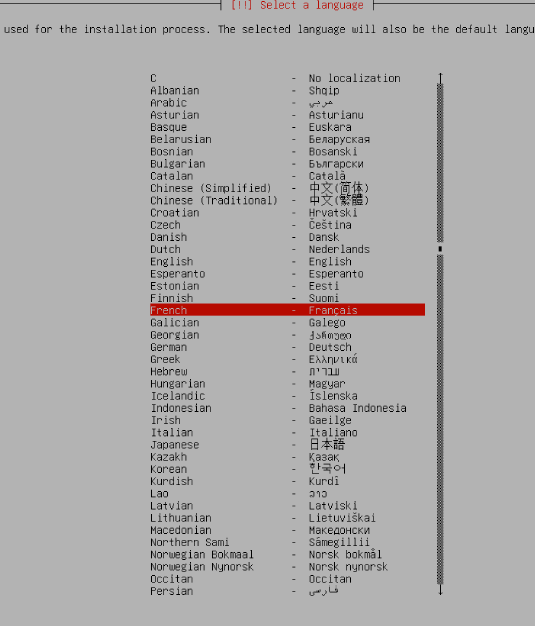 [!!] Select a language
used for the installation process. The selected language will also be the default langu
C - No localization
Albanian - Shqip
Arabic - عربي
Asturian - Asturianu
Basque - Euskara
Belarusian - Беларуская
Bosnian - Bosanski
Bulgarian - Български
Catalan - Català
Chinese (Simplified) - 中文(简体)
Chinese (Traditional) - 中文(繁體)
Croatian - Hrvatski
Czech - Čeština
Danish - Dansk
Dutch - Nederlands
English - English
Esperanto - Esperanto
Estonian - Eesti
Finnish - Suomi
French - Français
Galician - Galego
Georgian - ქართული
German - Deutsch
Greek - Ελληνικά
Hebrew - עברית
Hungarian - Magyar
Icelandic - Íslenska
Indonesian - Bahasa Indonesia
Irish - Gaeilge
Italian - Italiano
Japanese - 日本語
Kazakh - Қазақ
Korean - 한국어
Kurdish - Kurdî
Lao - ລາວ
Latvian - Latviski
Lithuanian - Lietuviškai
Macedonian - Македонски
Northern Sami - Sámegillii
Norwegian Bokmaal - Norsk bokmål
Norwegian Nynorsk - Norsk nynorsk
Occitan - Occitan
Persian - فارسی